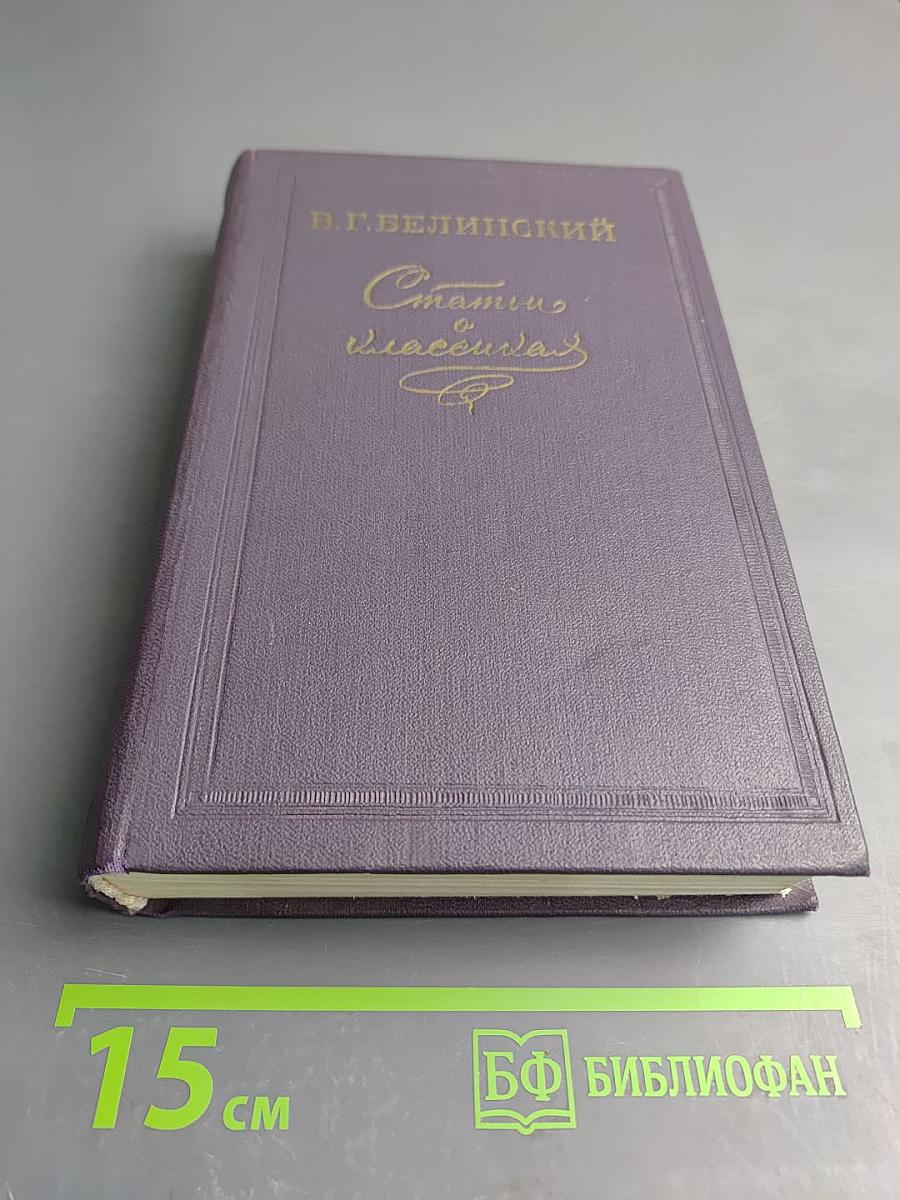 В.Г.БЕЛИНСКИЙ
Статьи
о
классиках
15 см
БФ БИБЛИОФАН